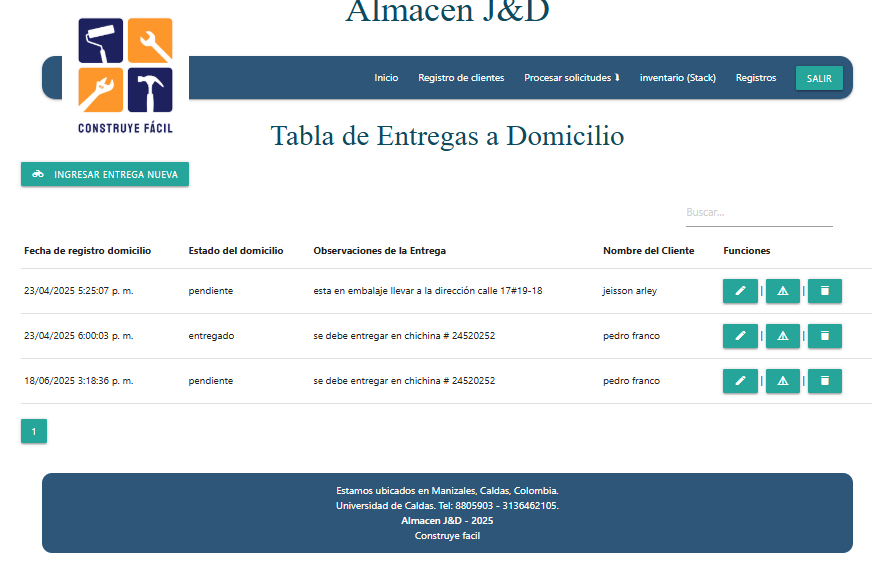 Almacen J&D
Inicio Registro de clientes Procesar solicitudes ⮯ inventario (Stack) Registros SALIR
CONSTRUYE FÁCIL
Tabla de Entregas a Domicilio
INGRESAR ENTREGA NUEVA
Buscar...
Fecha de registro domicilio Estado del domicilio Observaciones de la Entrega Nombre del Cliente Funciones
23/04/2025 5:25:07 p. m. pendiente esta en embalaje llevar a la dirección calle 17#19-18 jeisson arley | |
23/04/2025 6:00:03 p. m. entregado se debe entregar en chichina # 24520252 pedro franco | |
18/06/2025 3:18:36 p. m. pendiente se debe entregar en chichina # 24520252 pedro franco | |
1
Estamos ubicados en Manizales, Caldas, Colombia.
Universidad de Caldas. Tel: 8805903 - 3136462105.
Almacen J&D - 2025
Construye facil